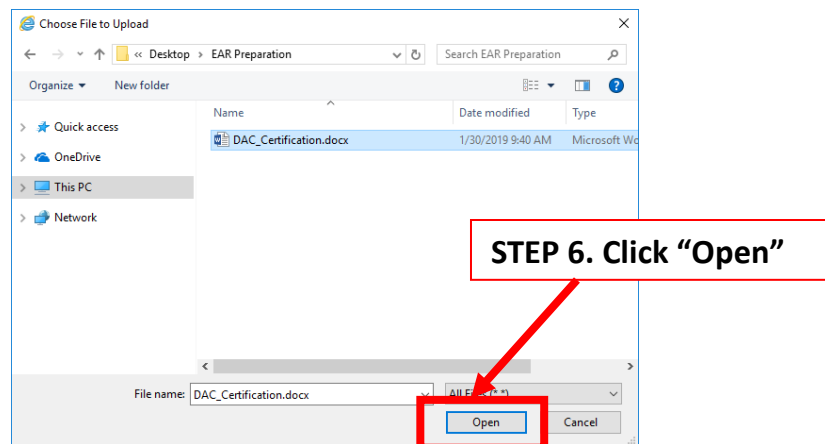 Choose File to Upload
« Desktop > EAR Preparation
Search EAR Preparation
Organize
New folder
Name
Date modified
Type
Quick access
DAC_Certification.docx
1/30/2019 9:40 AM
Microsoft Wo
OneDrive
This PC
Network
STEP 6. Click “Open”
File name:
DAC_Certification.docx
All Files (*.*)
Open
Cancel